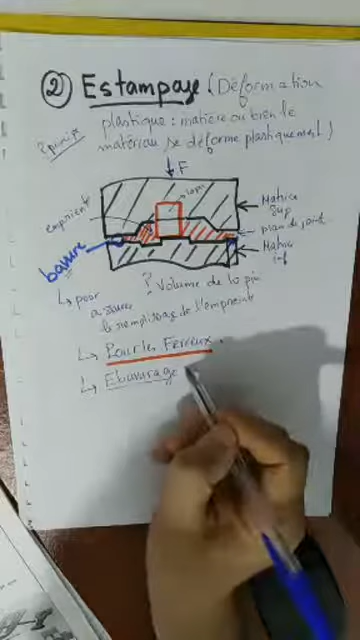 ② Estampage (Déformation
plastique : matière ou bien le
matériau se déforme plastiquement)
F
empreinte
Matrice
sup
plan de joint
Matrice
inf
bavure
? Volume de la pièce
↳ pour
assurer
le remplissage de l'empreinte
↳ Pour les Ferreux
↳ Ebavurage